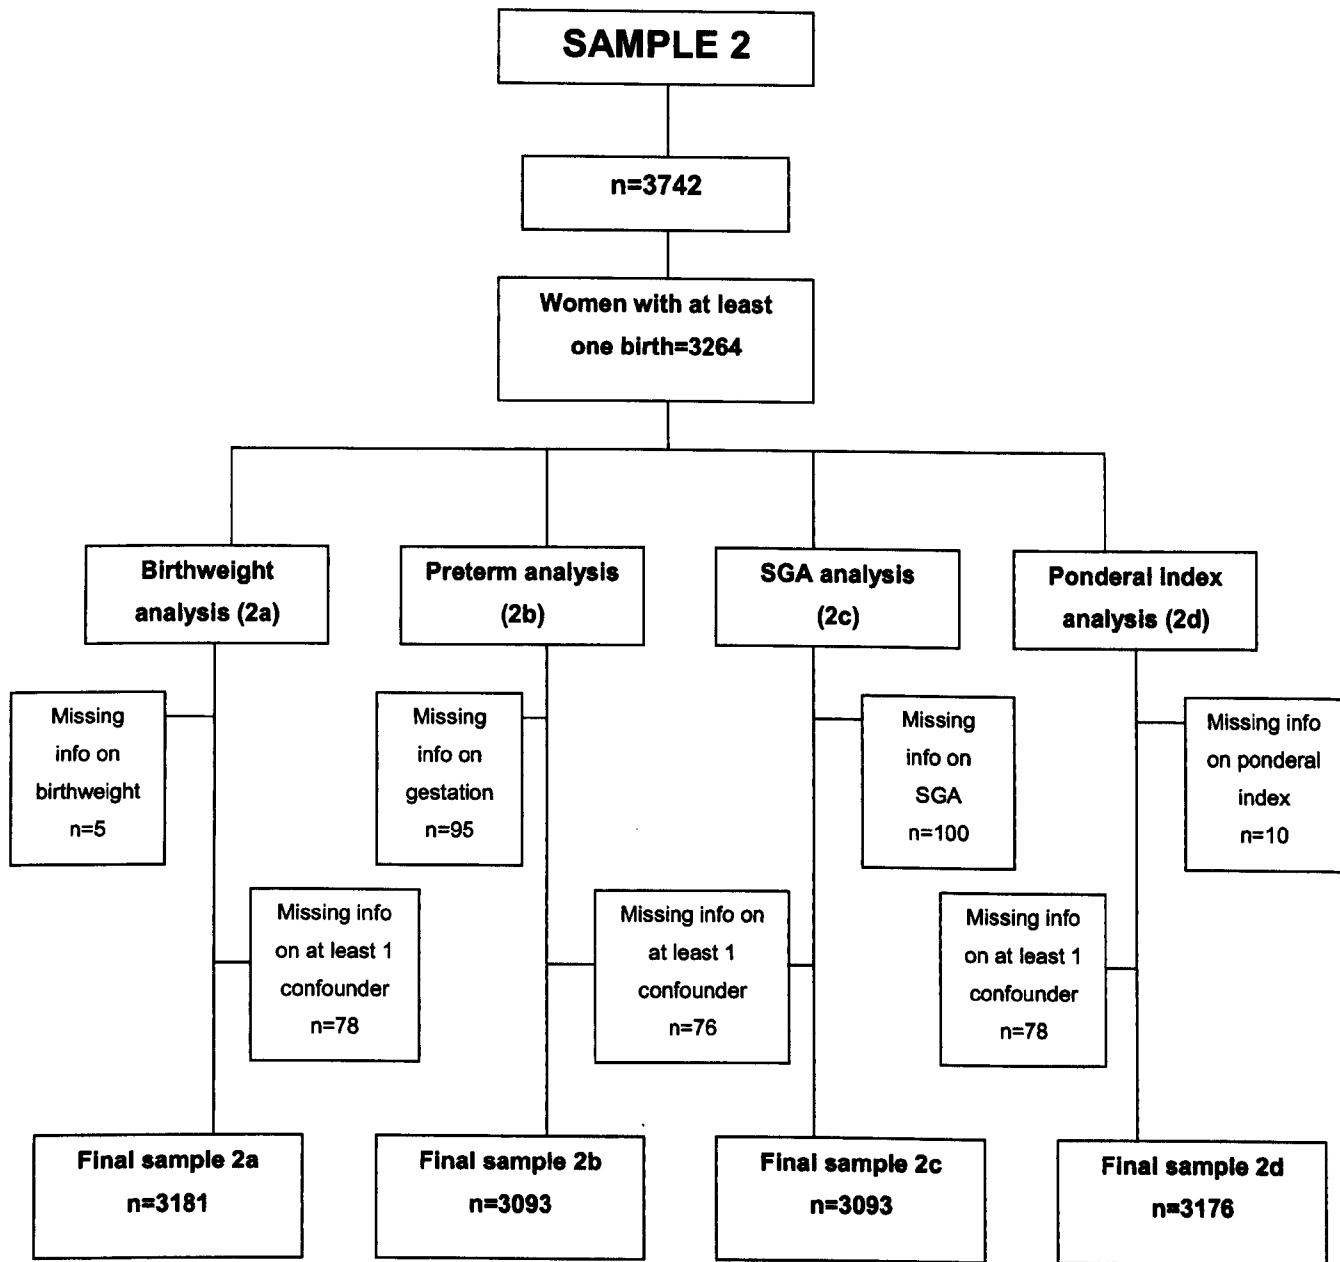 SAMPLE 2
n=3742
Women with at least
one birth=3264
Birthweight
analysis (2a)
Preterm analysis
(2b)
SGA analysis
(2c)
Ponderal index
analysis (2d)
Missing
info on
birthweight
n=5
Missing
info on
gestation
n=95
Missing
info on
SGA
n=100
Missing info
on ponderal
index
n=10
Missing info
on at least 1
confounder
n=78
Missing info on
at least 1
confounder
n=76
Missing info
on at least 1
confounder
n=78
Final sample 2a
n=3181
Final sample 2b
n=3093
Final sample 2c
n=3093
Final sample 2d
n=3176